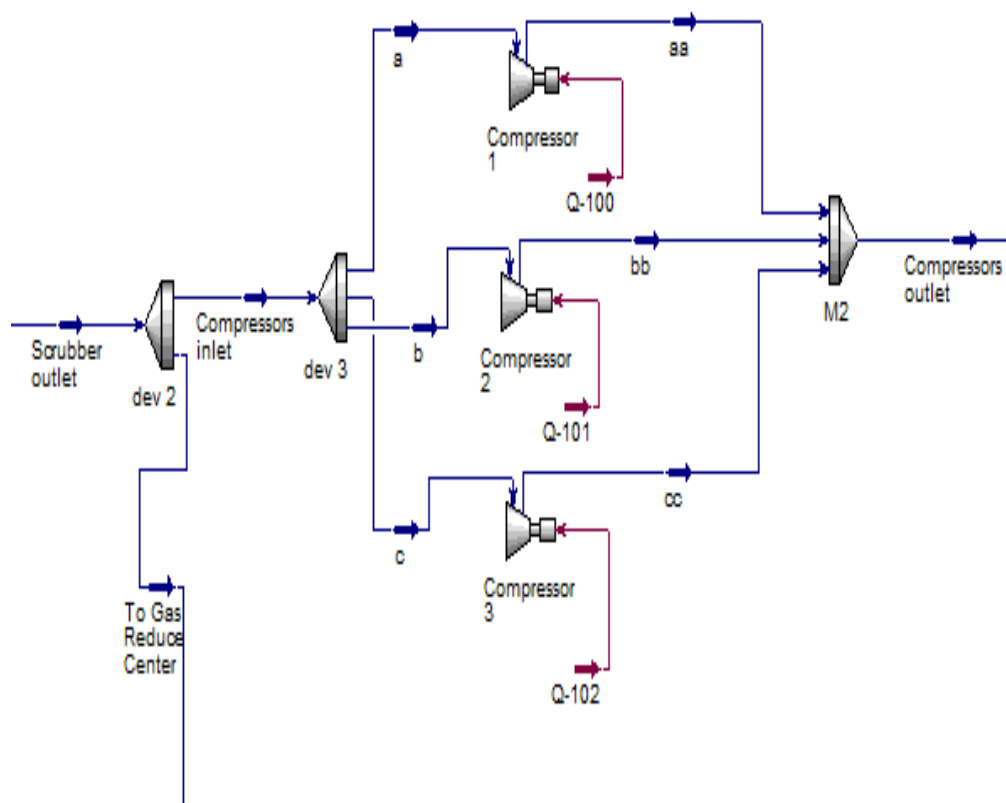 a
aa
Compressor
1
Q-100
bb
Scrubber
outlet
dev 2
Compressors
inlet
dev 3
b
Compressor
2
Q-101
M2
Compressors
outlet
cc
c
Compressor
3
To Gas
Reduce
Center
Q-102